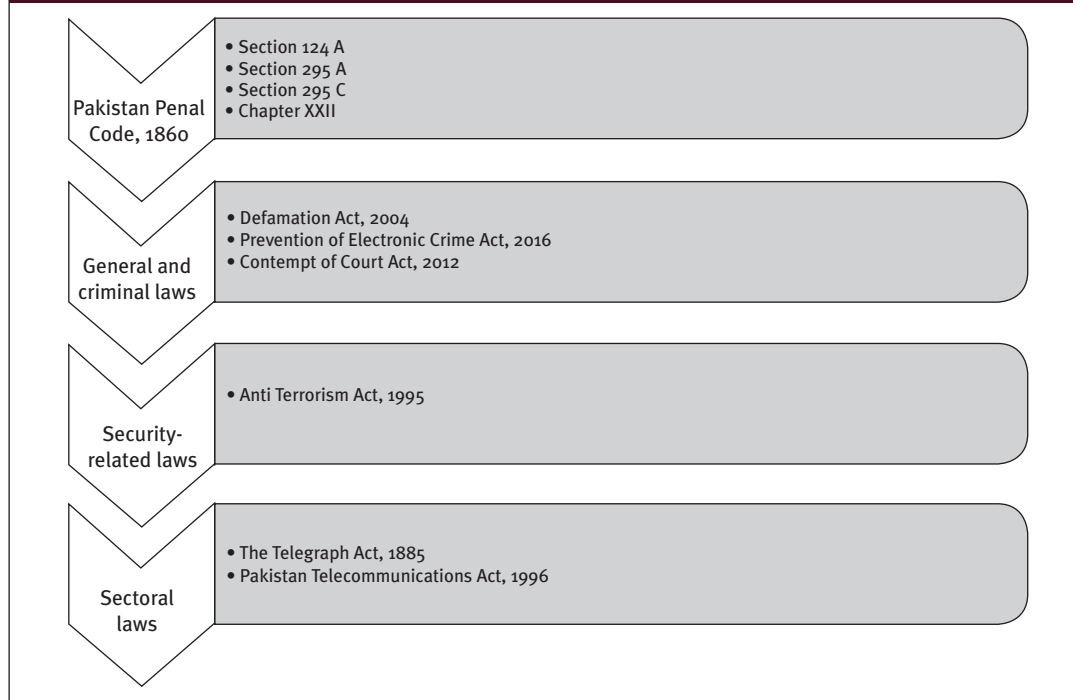 Pakistan Penal
Code, 1860
• Section 124 A
• Section 295 A
• Section 295 C
• Chapter XXII
General and
criminal laws
• Defamation Act, 2004
• Prevention of Electronic Crime Act, 2016
• Contempt of Court Act, 2012
Security-
related laws
• Anti Terrorism Act, 1995
Sectoral
laws
• The Telegraph Act, 1885
• Pakistan Telecommunications Act, 1996